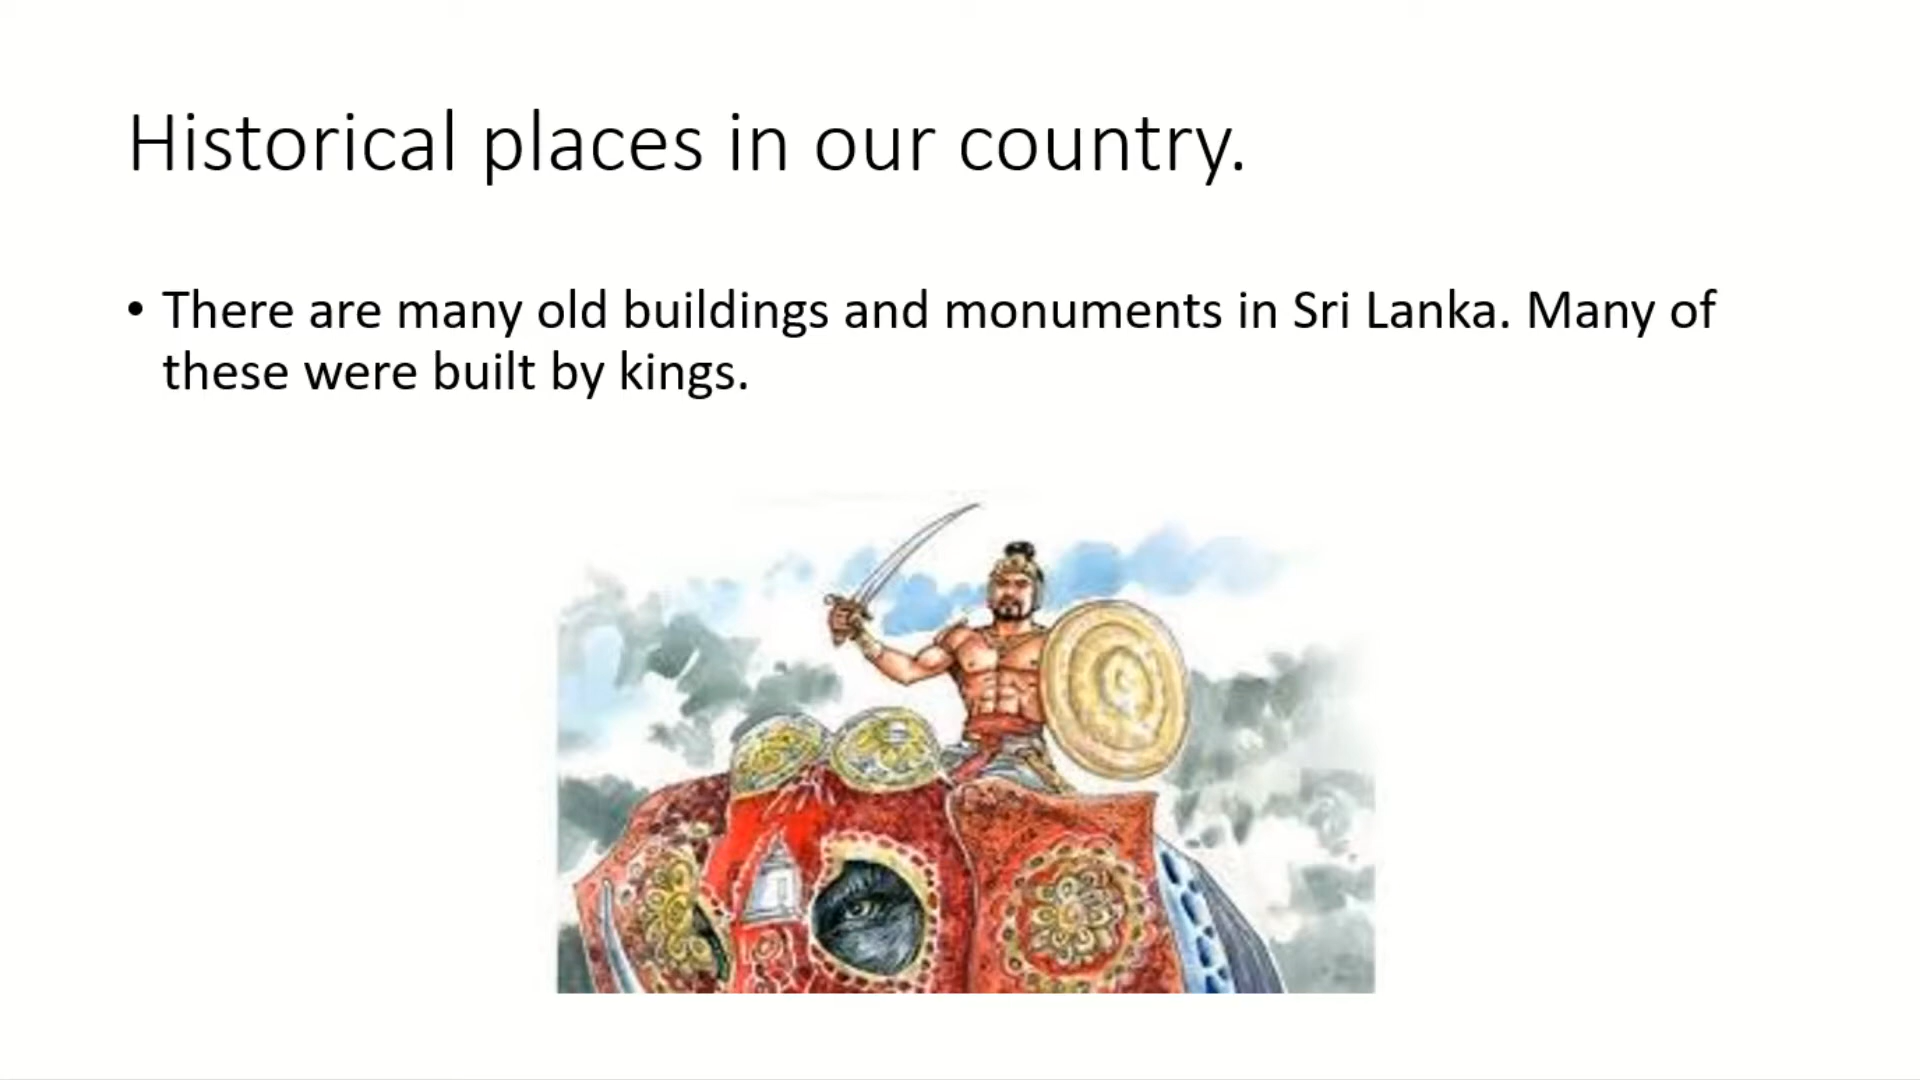 Historical places in our country.
• There are many old buildings and monuments in Sri Lanka. Many of
these were built by kings.